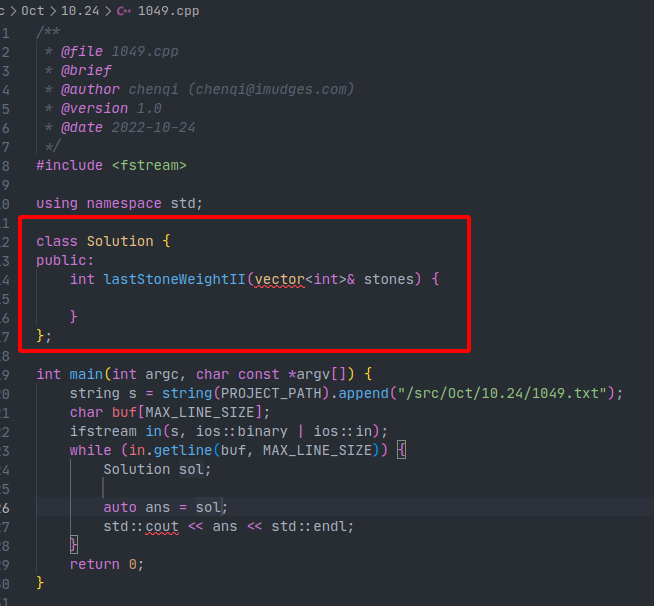 c > Oct > 10.24 > C++ 1049.cpp
1 /**
2 * @file 1049.cpp
3 * @brief
4 * @author chenqi (chenqi@imudges.com)
5 * @version 1.0
6 * @date 2022-10-24
7 */
8 #include <fstream>
9
10 using namespace std;
11
12 class Solution {
13 public:
14 int lastStoneWeightII(vector<int>& stones) {
15
16 }
17 };
18
19 int main(int argc, char const *argv[]) {
20 string s = string(PROJECT_PATH).append("/src/Oct/10.24/1049.txt");
21 char buf[MAX_LINE_SIZE];
22 ifstream in(s, ios::binary | ios::in);
23 while (in.getline(buf, MAX_LINE_SIZE)) {
24 Solution sol;
25
26 auto ans = sol;
27 std::cout << ans << std::endl;
28 }
29 return 0;
30 }
31